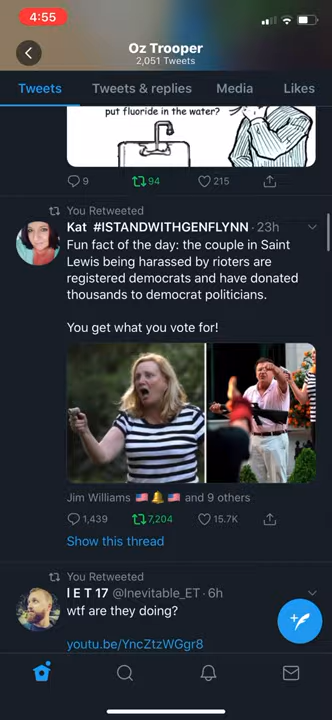 4:55
Oz Trooper
2,051 Tweets
Tweets
Tweets & replies
Media
Likes
put fluoride in the water?
9
94
215
You Retweeted
Kat #ISTANDWITHGENFLYNN · 23h
Fun fact of the day: the couple in Saint
Lewis being harassed by rioters are
registered democrats and have donated
thousands to democrat politicians.
You get what you vote for!
Jim Williams 🇺🇸🔔🇺🇸 and 9 others
1,439
7,204
15.7K
Show this thread
You Retweeted
I E T 17 @Inevitable_ET · 6h
wtf are they doing?
youtu.be/YncZtzWGgr8